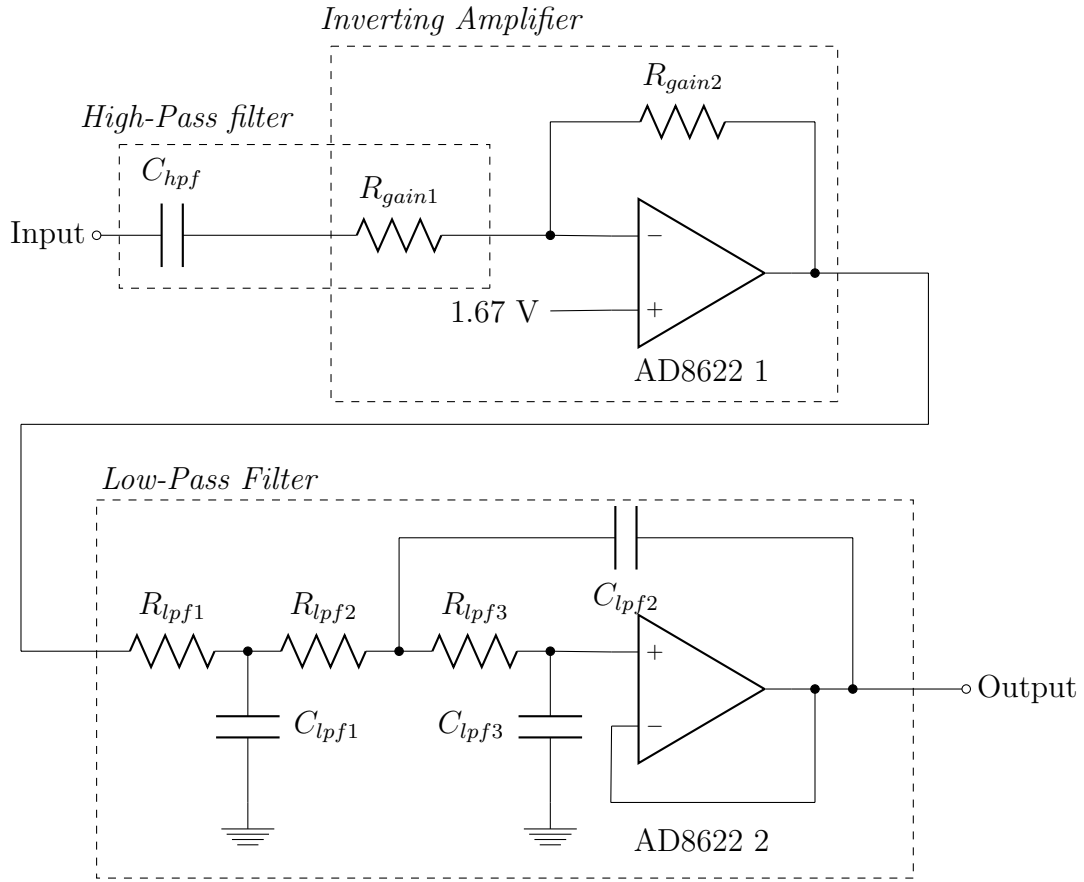 Inverting Amplifier
R_gain2
High-Pass filter
C_hpf
R_gain1
Input
−
1.67 V
+
AD8622 1
Low-Pass Filter
C_lpf2
R_lpf1
R_lpf2
R_lpf3
+
Output
C_lpf1
C_lpf3
−
AD8622 2